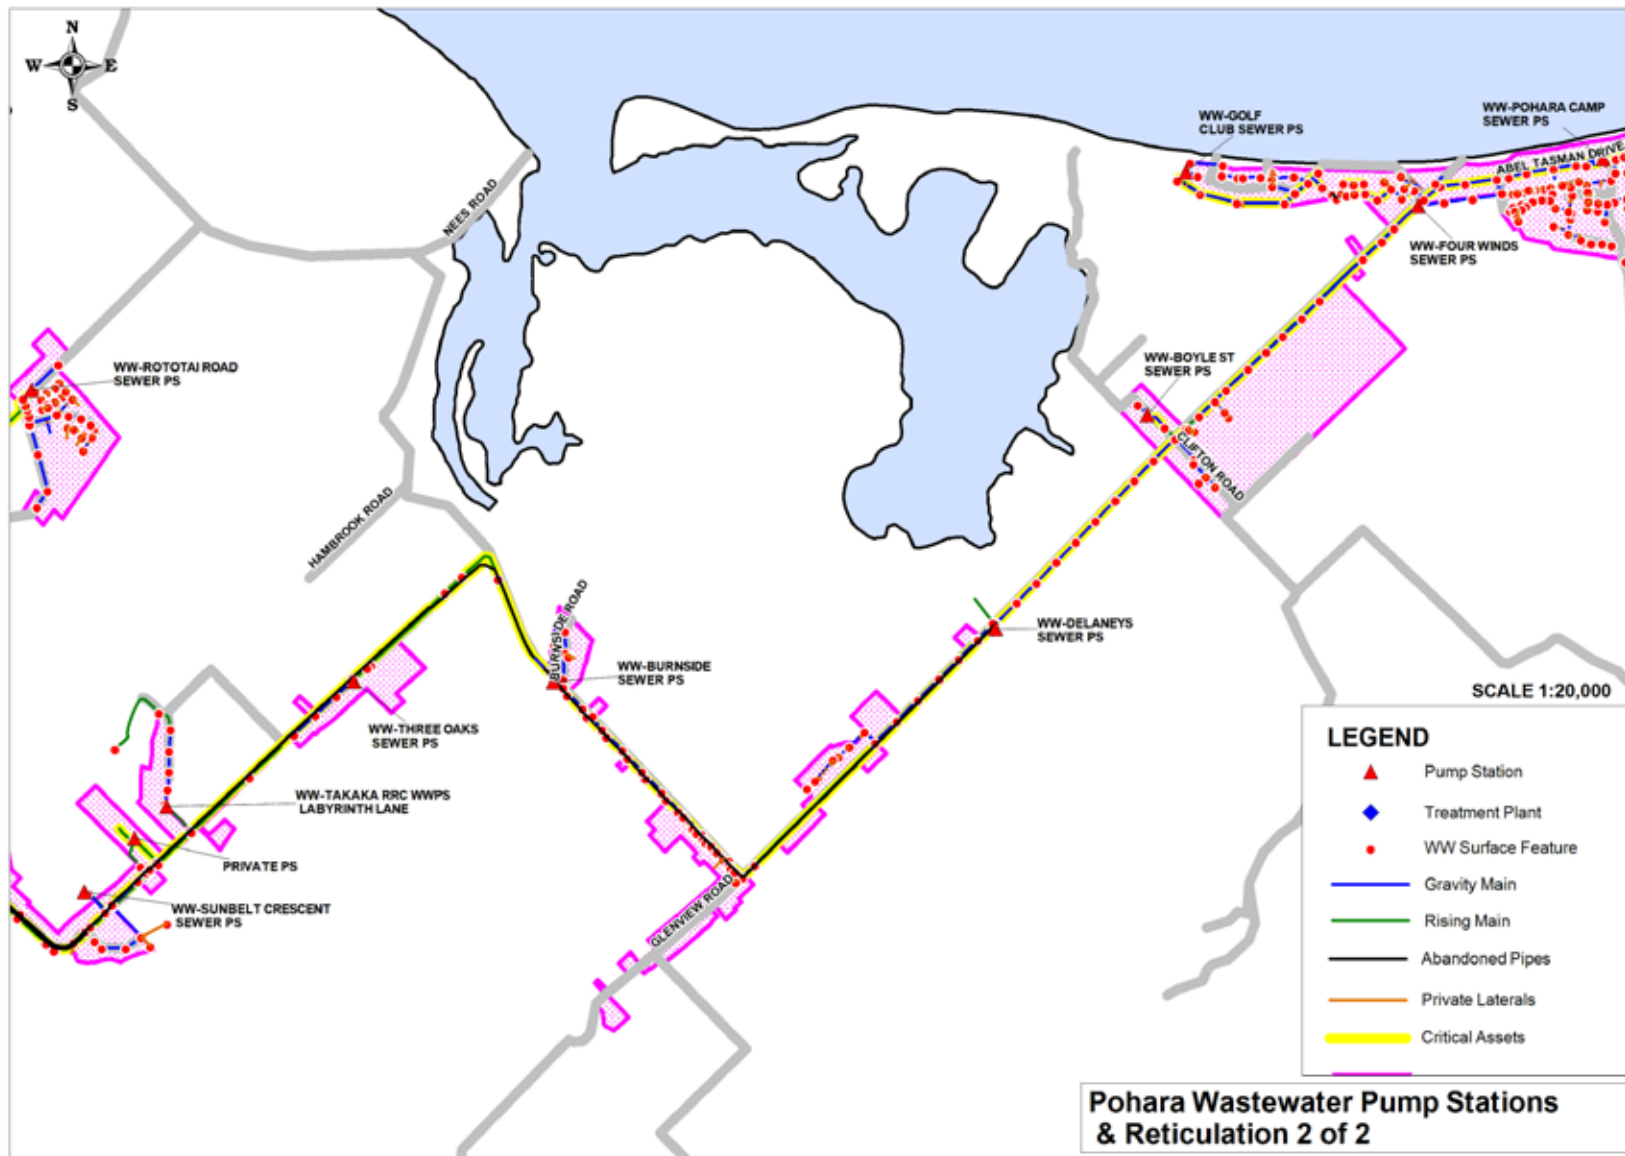 N
W E
S
WW-POHARA CAMP
SEWER PS
WW-GOLF
CLUB SEWER PS
ABEL TASMAN DRIVE
NEES ROAD
WW-FOUR WINDS
SEWER PS
WW-BOYLE ST
SEWER PS
WW-ROTOTAI ROAD
SEWER PS
CLIFTON ROAD
HAMBROOK ROAD
BURNSIDE ROAD
WW-DELANEYS
SEWER PS
WW-BURNSIDE
SEWER PS
WW-THREE OAKS
SEWER PS
WW-TAKAKA RRC WWPS
LABYRINTH LANE
PRIVATE PS
WW-SUNBELT CRESCENT
SEWER PS
GLENVIEW ROAD
SCALE 1:20,000
LEGEND
Pump Station
Treatment Plant
WW Surface Feature
Gravity Main
Rising Main
Abandoned Pipes
Private Laterals
Critical Assets
Pohara Wastewater Pump Stations
& Reticulation 2 of 2